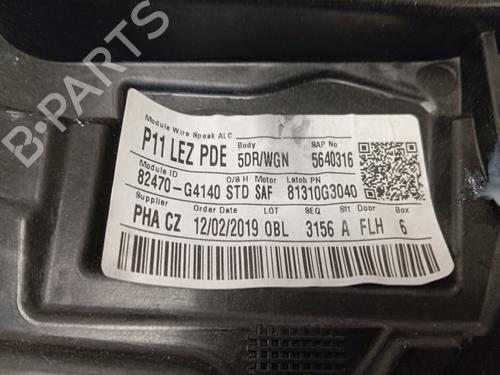 Module Wire Speak ALC Body SAP No
P11 LEZ PDE 5DR/WGN 5640316
Module ID O/S H Motor Latch PN
82470-G4140 STD SAF 81310G3040
Supplier Order Date LOT SEQ Sft Door Box
PHA CZ 12/02/2019 OBL 3156 A FLH 6
B-PARTS